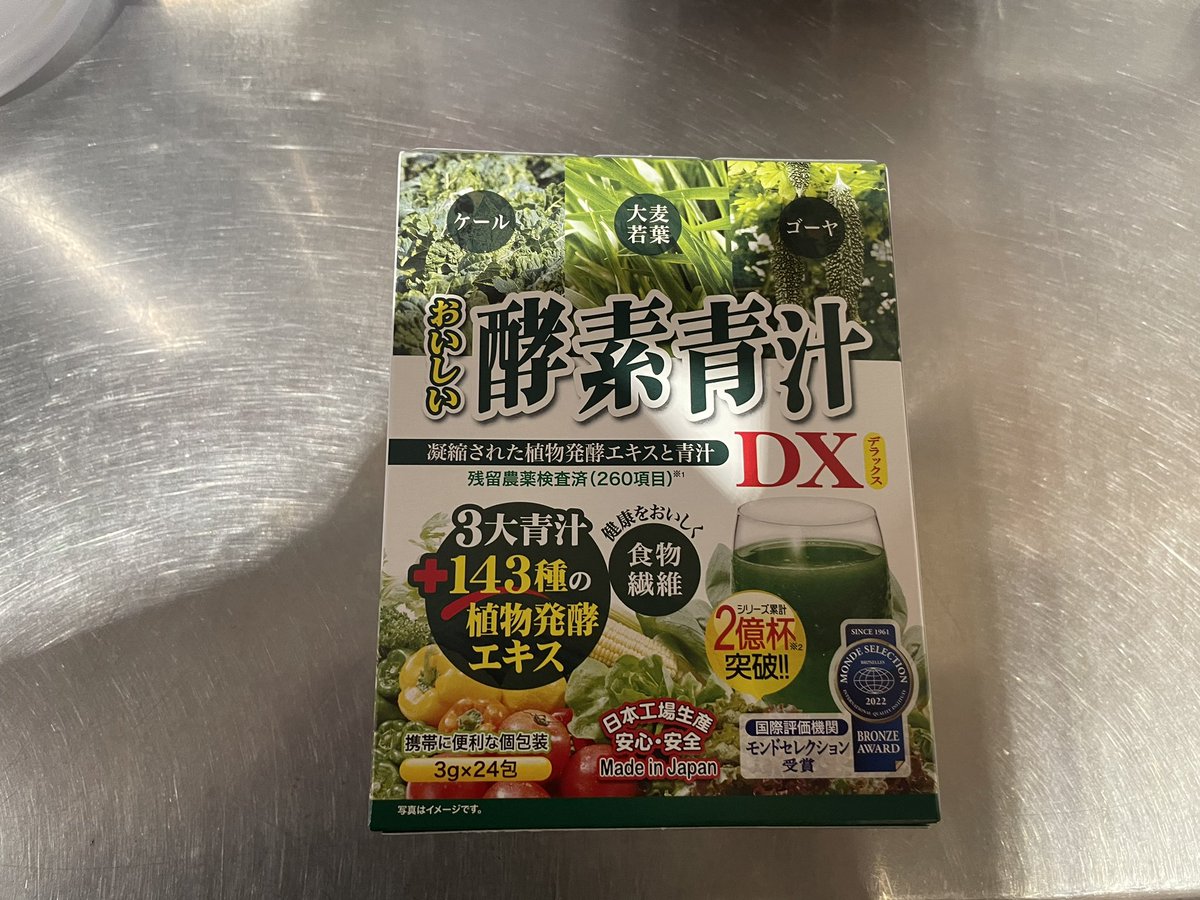 ケール
大麦
若葉
ゴーヤ
おいしい
酵素青汁
DX
デラックス
凝縮された植物発酵エキスと青汁
残留農薬検査済(260項目)※1
3大青汁
+143種の
植物発酵
エキス
健康をおいしく
食物
繊維
シリーズ累計
2億杯※2
突破!!
SINCE 1961
MONDE SELECTION
BRUSSELS
2022
INTERNATIONAL QUALITY INSTITUTE
BRONZE
AWARD
国際評価機関
モンドセレクション
受賞
日本工場生産
安心・安全
Made in Japan
携帯に便利な個包装
3g×24包
写真はイメージです。